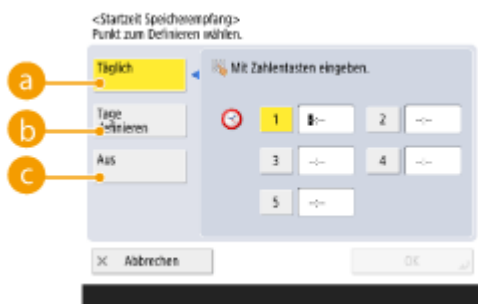 <Startzeit Speicherempfang>
Punkt zum Definieren wählen.
a
Täglich
Mit Zahlentasten eingeben.
b
Tage
definieren
1
-:--
2
--:--
c
Aus
3
--:--
4
--:--
5
--:--
× Abbrechen
OK